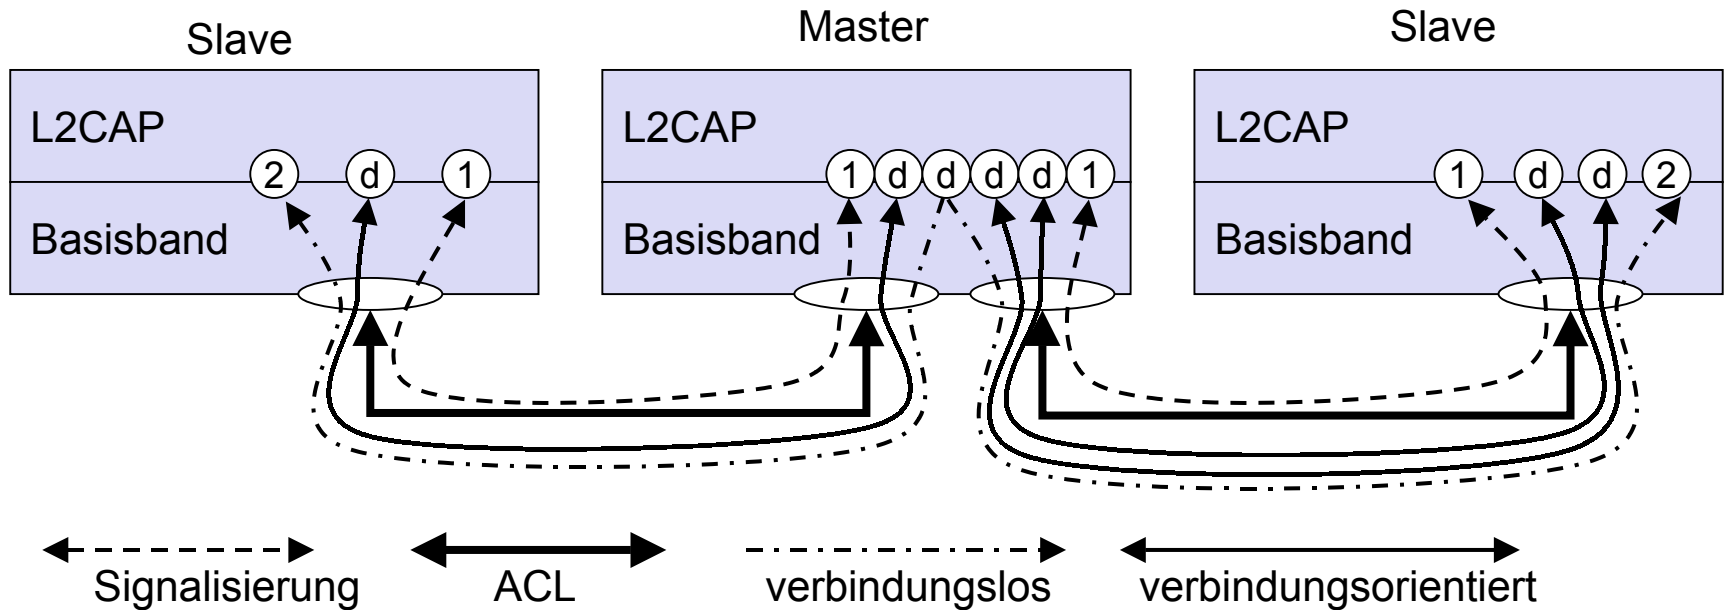 Slave Master Slave
L2CAP L2CAP L2CAP
2 d 1 1 d d d d 1 1 d d 2
Basisband Basisband Basisband
Signalisierung ACL verbindungslos verbindungsorientiert